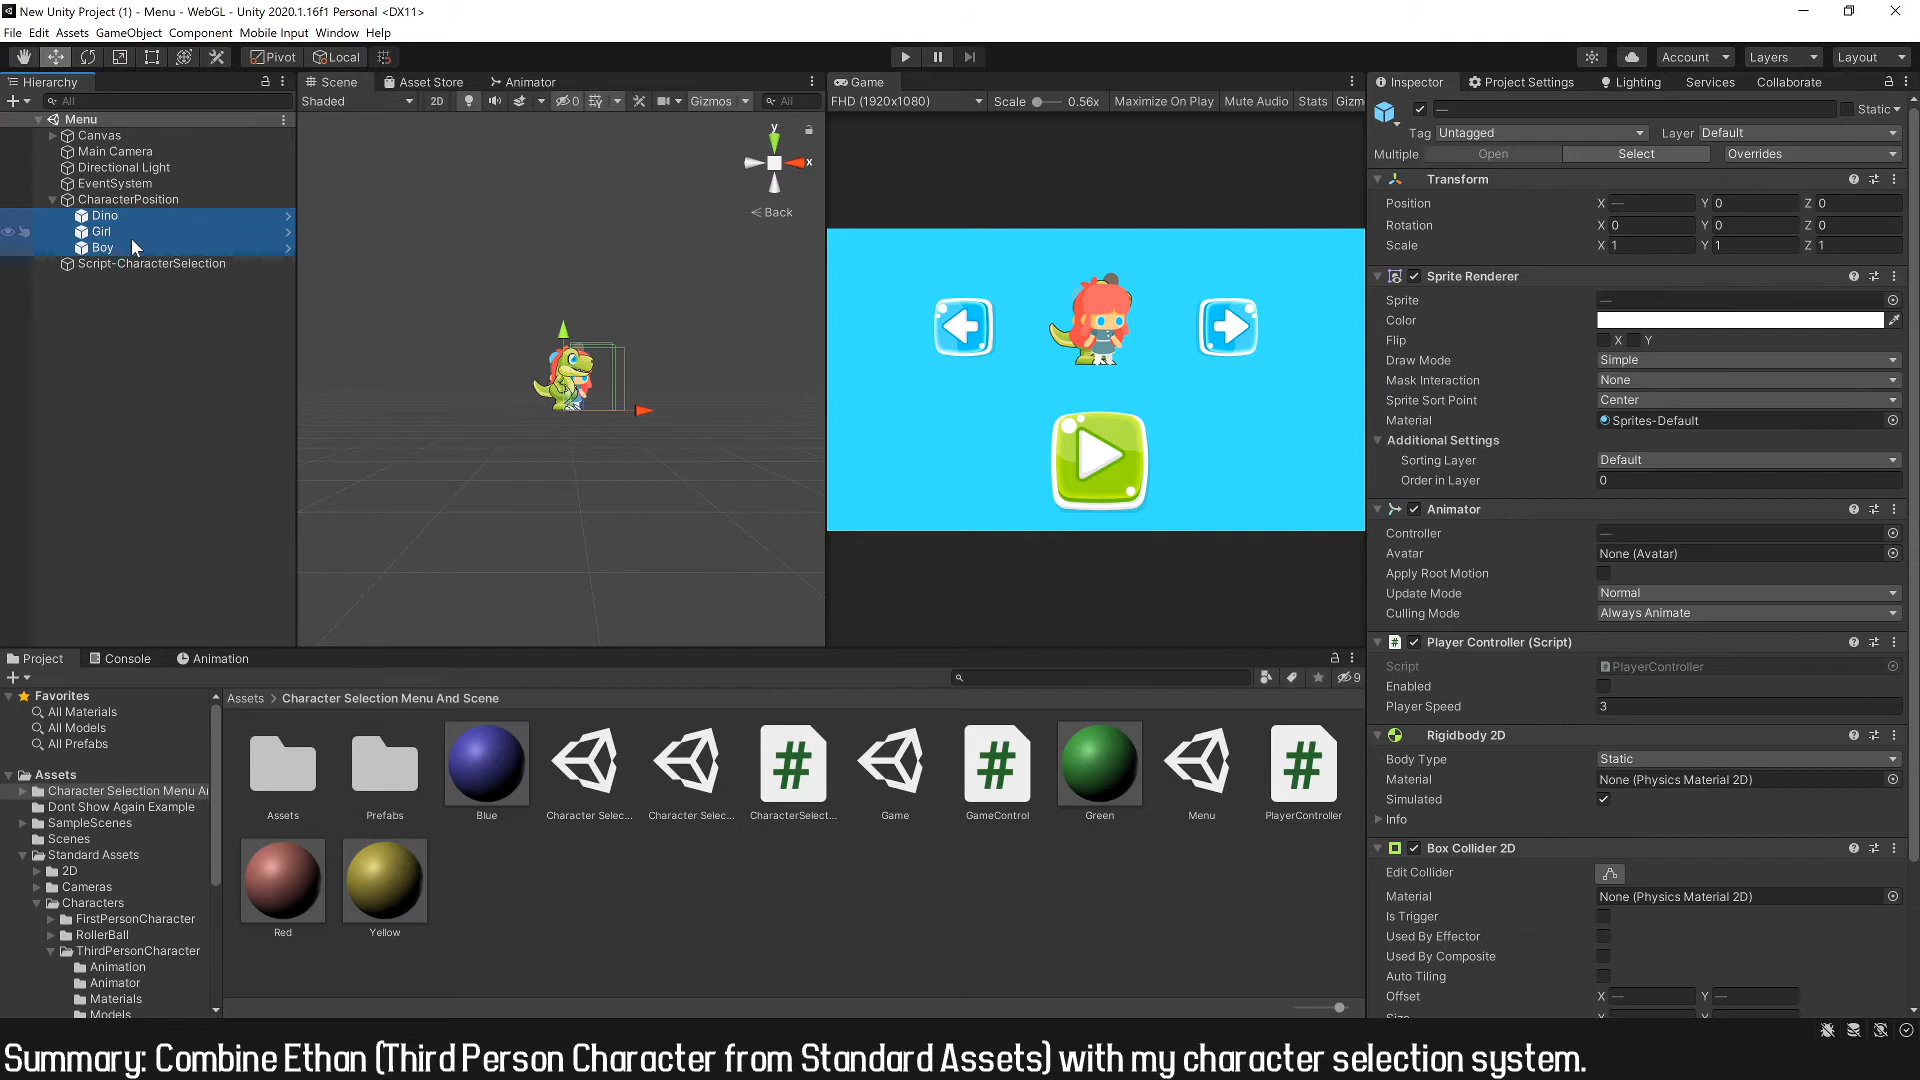 New Unity Project (1) - Menu - WebGL - Unity 2020.1.16f1 Personal <DX11>
File Edit Assets GameObject Component Mobile Input Window Help
Pivot Local Account Layers Layout
Hierarchy
All
Menu
Canvas
Main Camera
Directional Light
EventSystem
CharacterPosition
Dino
Girl
Boy
Script-CharacterSelection
Scene Asset Store Animator
Shaded 2D 0 Gizmos All
y
x
Back
Game
FHD (1920x1080) Scale 0.56x Maximize On Play Mute Audio Stats Gizm
Inspector Project Settings Lighting Services Collaborate
— Static
Tag Untagged Layer Default
Multiple Open Select Overrides
Transform
Position X — Y 0 Z 0
Rotation X 0 Y 0 Z 0
Scale X 1 Y 1 Z 1
Sprite Renderer
Sprite —
Color
Flip X Y
Draw Mode Simple
Mask Interaction None
Sprite Sort Point Center
Material Sprites-Default
Additional Settings
Sorting Layer Default
Order in Layer 0
Animator
Controller —
Avatar None (Avatar)
Apply Root Motion
Update Mode Normal
Culling Mode Always Animate
Player Controller (Script)
Script PlayerController
Enabled
Player Speed 3
Rigidbody 2D
Body Type Static
Material None (Physics Material 2D)
Simulated
Info
Box Collider 2D
Edit Collider
Material None (Physics Material 2D)
Is Trigger
Used By Effector
Used By Composite
Auto Tiling
Offset X — Y —
Project Console Animation
9
Favorites
All Materials
All Models
All Prefabs
Assets
Character Selection Menu Ar
Dont Show Again Example
SampleScenes
Scenes
Standard Assets
2D
Cameras
Characters
FirstPersonCharacter
RollerBall
ThirdPersonCharacter
Animation
Animator
Materials
Models
Assets > Character Selection Menu And Scene
Assets Prefabs Blue Character Selec... Character Selec... CharacterSelect... Game GameControl Green Menu PlayerController
Red Yellow
Summary: Combine Ethan (Third Person Character from Standard Assets) with my character selection system.